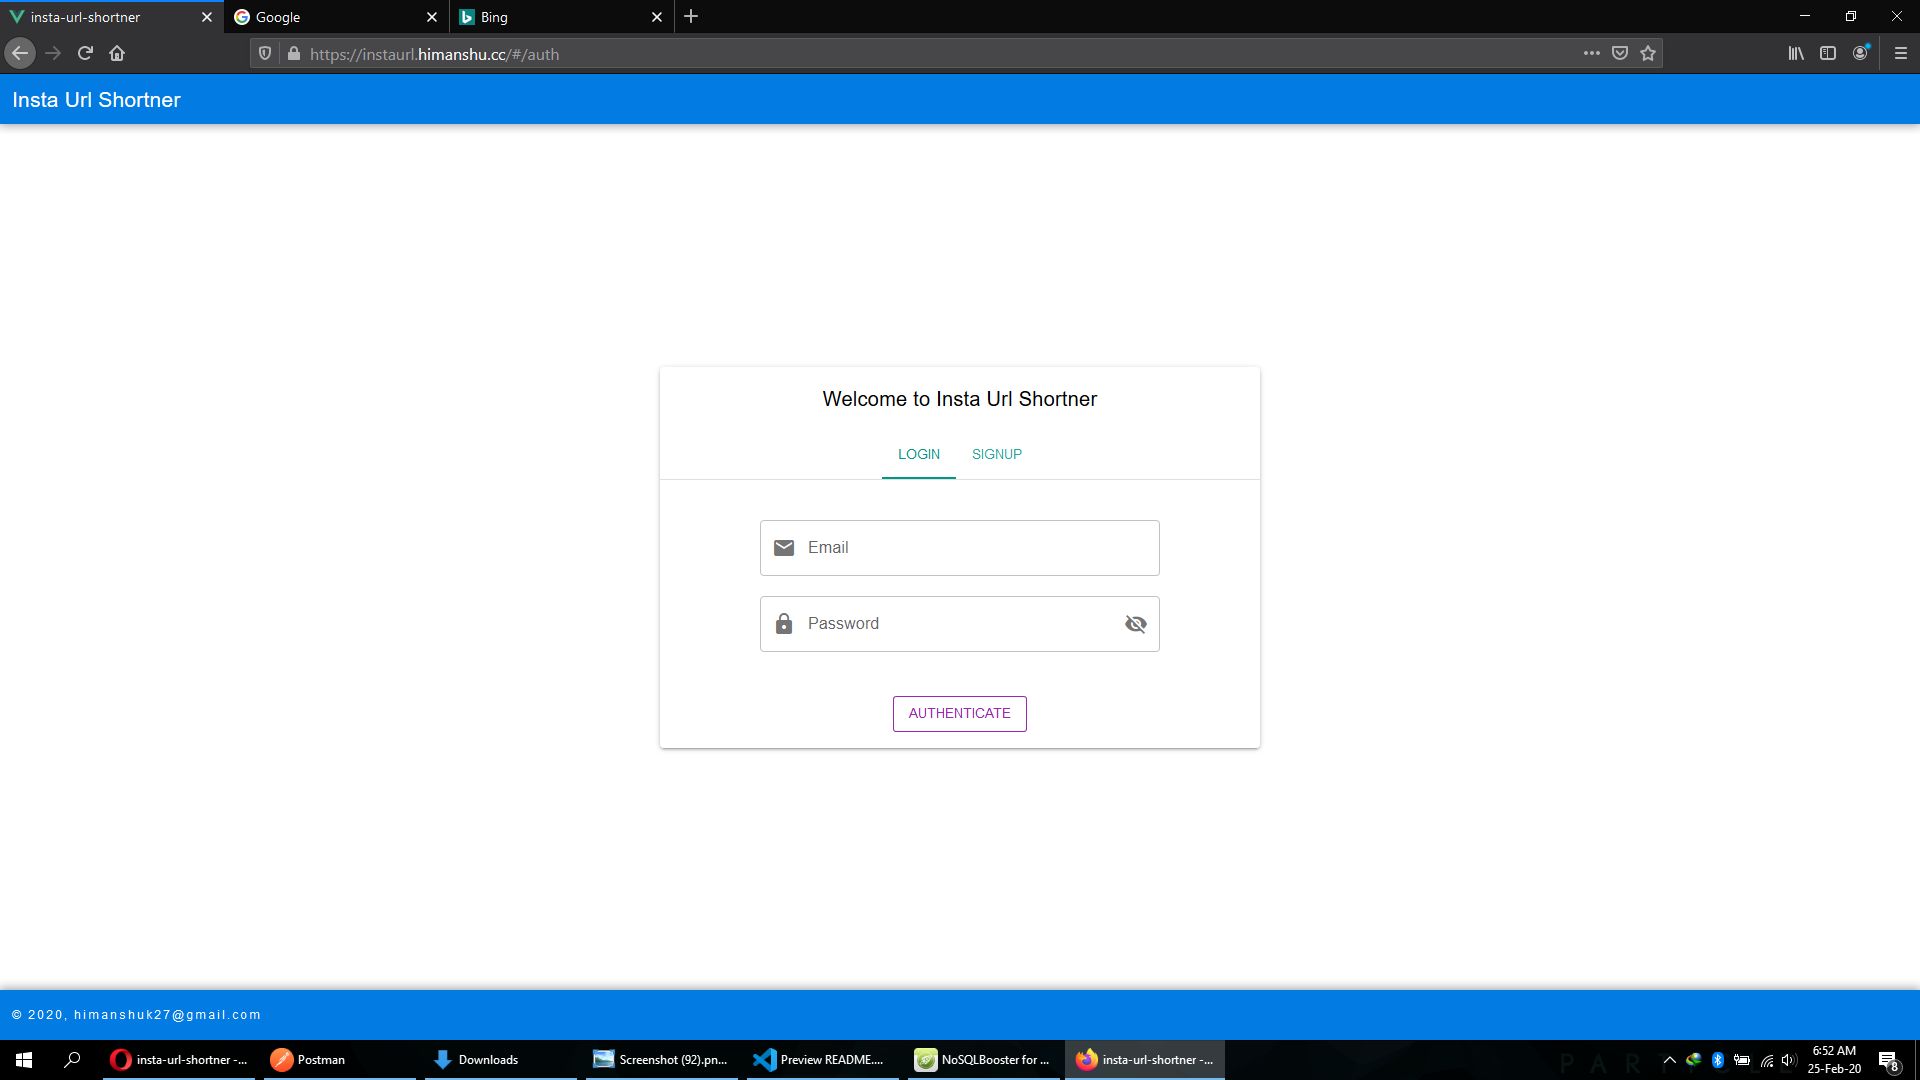 insta-url-shortner
Google
Bing
https://instaurl.himanshu.cc/#/auth
Insta Url Shortner
Welcome to Insta Url Shortner
LOGIN
SIGNUP
Email
Password
AUTHENTICATE
© 2020, himanshuk27@gmail.com
insta-url-shortner -...
Postman
Downloads
Screenshot (92).pn...
Preview README....
NoSQLBooster for ...
insta-url-shortner -...
6:52 AM
25-Feb-20
8